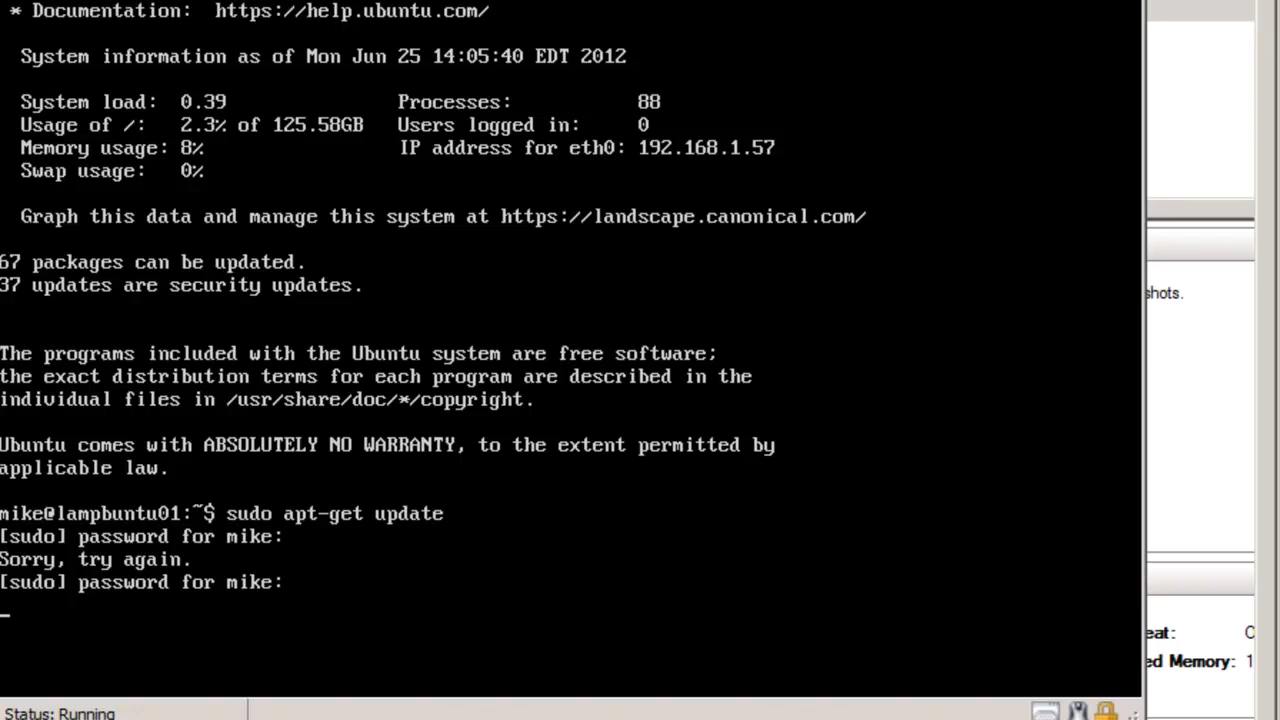 * Documentation: https://help.ubuntu.com/
System information as of Mon Jun 25 14:05:40 EDT 2012
System load: 0.39 Processes: 88
Usage of /: 2.3% of 125.58GB Users logged in: 0
Memory usage: 8% IP address for eth0: 192.168.1.57
Swap usage: 0%
Graph this data and manage this system at https://landscape.canonical.com/
67 packages can be updated.
37 updates are security updates.
The programs included with the Ubuntu system are free software;
the exact distribution terms for each program are described in the
individual files in /usr/share/doc/*/copyright.
Ubuntu comes with ABSOLUTELY NO WARRANTY, to the extent permitted by
applicable law.
mike@lampbuntu01:~$ sudo apt-get update
[sudo] password for mike:
Sorry, try again.
[sudo] password for mike:
_
shots.
eat: C
ed Memory: 1
Status: Running